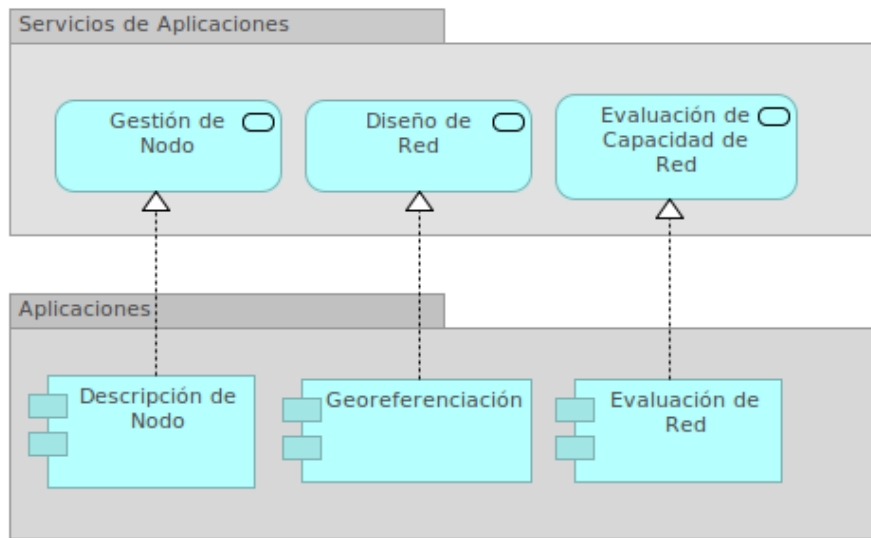 Servicios de Aplicaciones
Gestión de
Nodo
Diseño de
Red
Evaluación de
Capacidad de
Red
Aplicaciones
Descripción de
Nodo
Georeferenciación
Evaluación de
Red